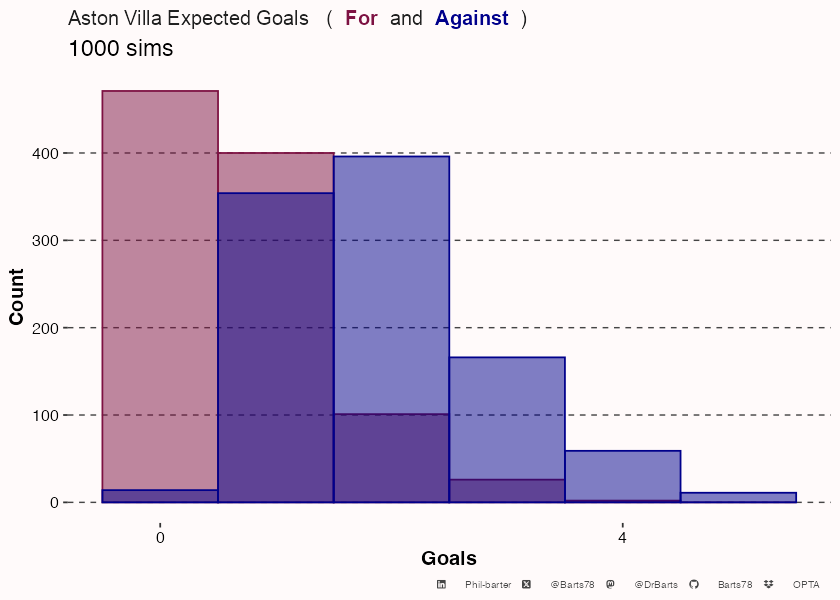 Aston Villa Expected Goals ( For and Against )
1000 sims
Count
400
300
200
100
0
0 4
Goals
Phil-barter @Barts78 @DrBarts Barts78 OPTA